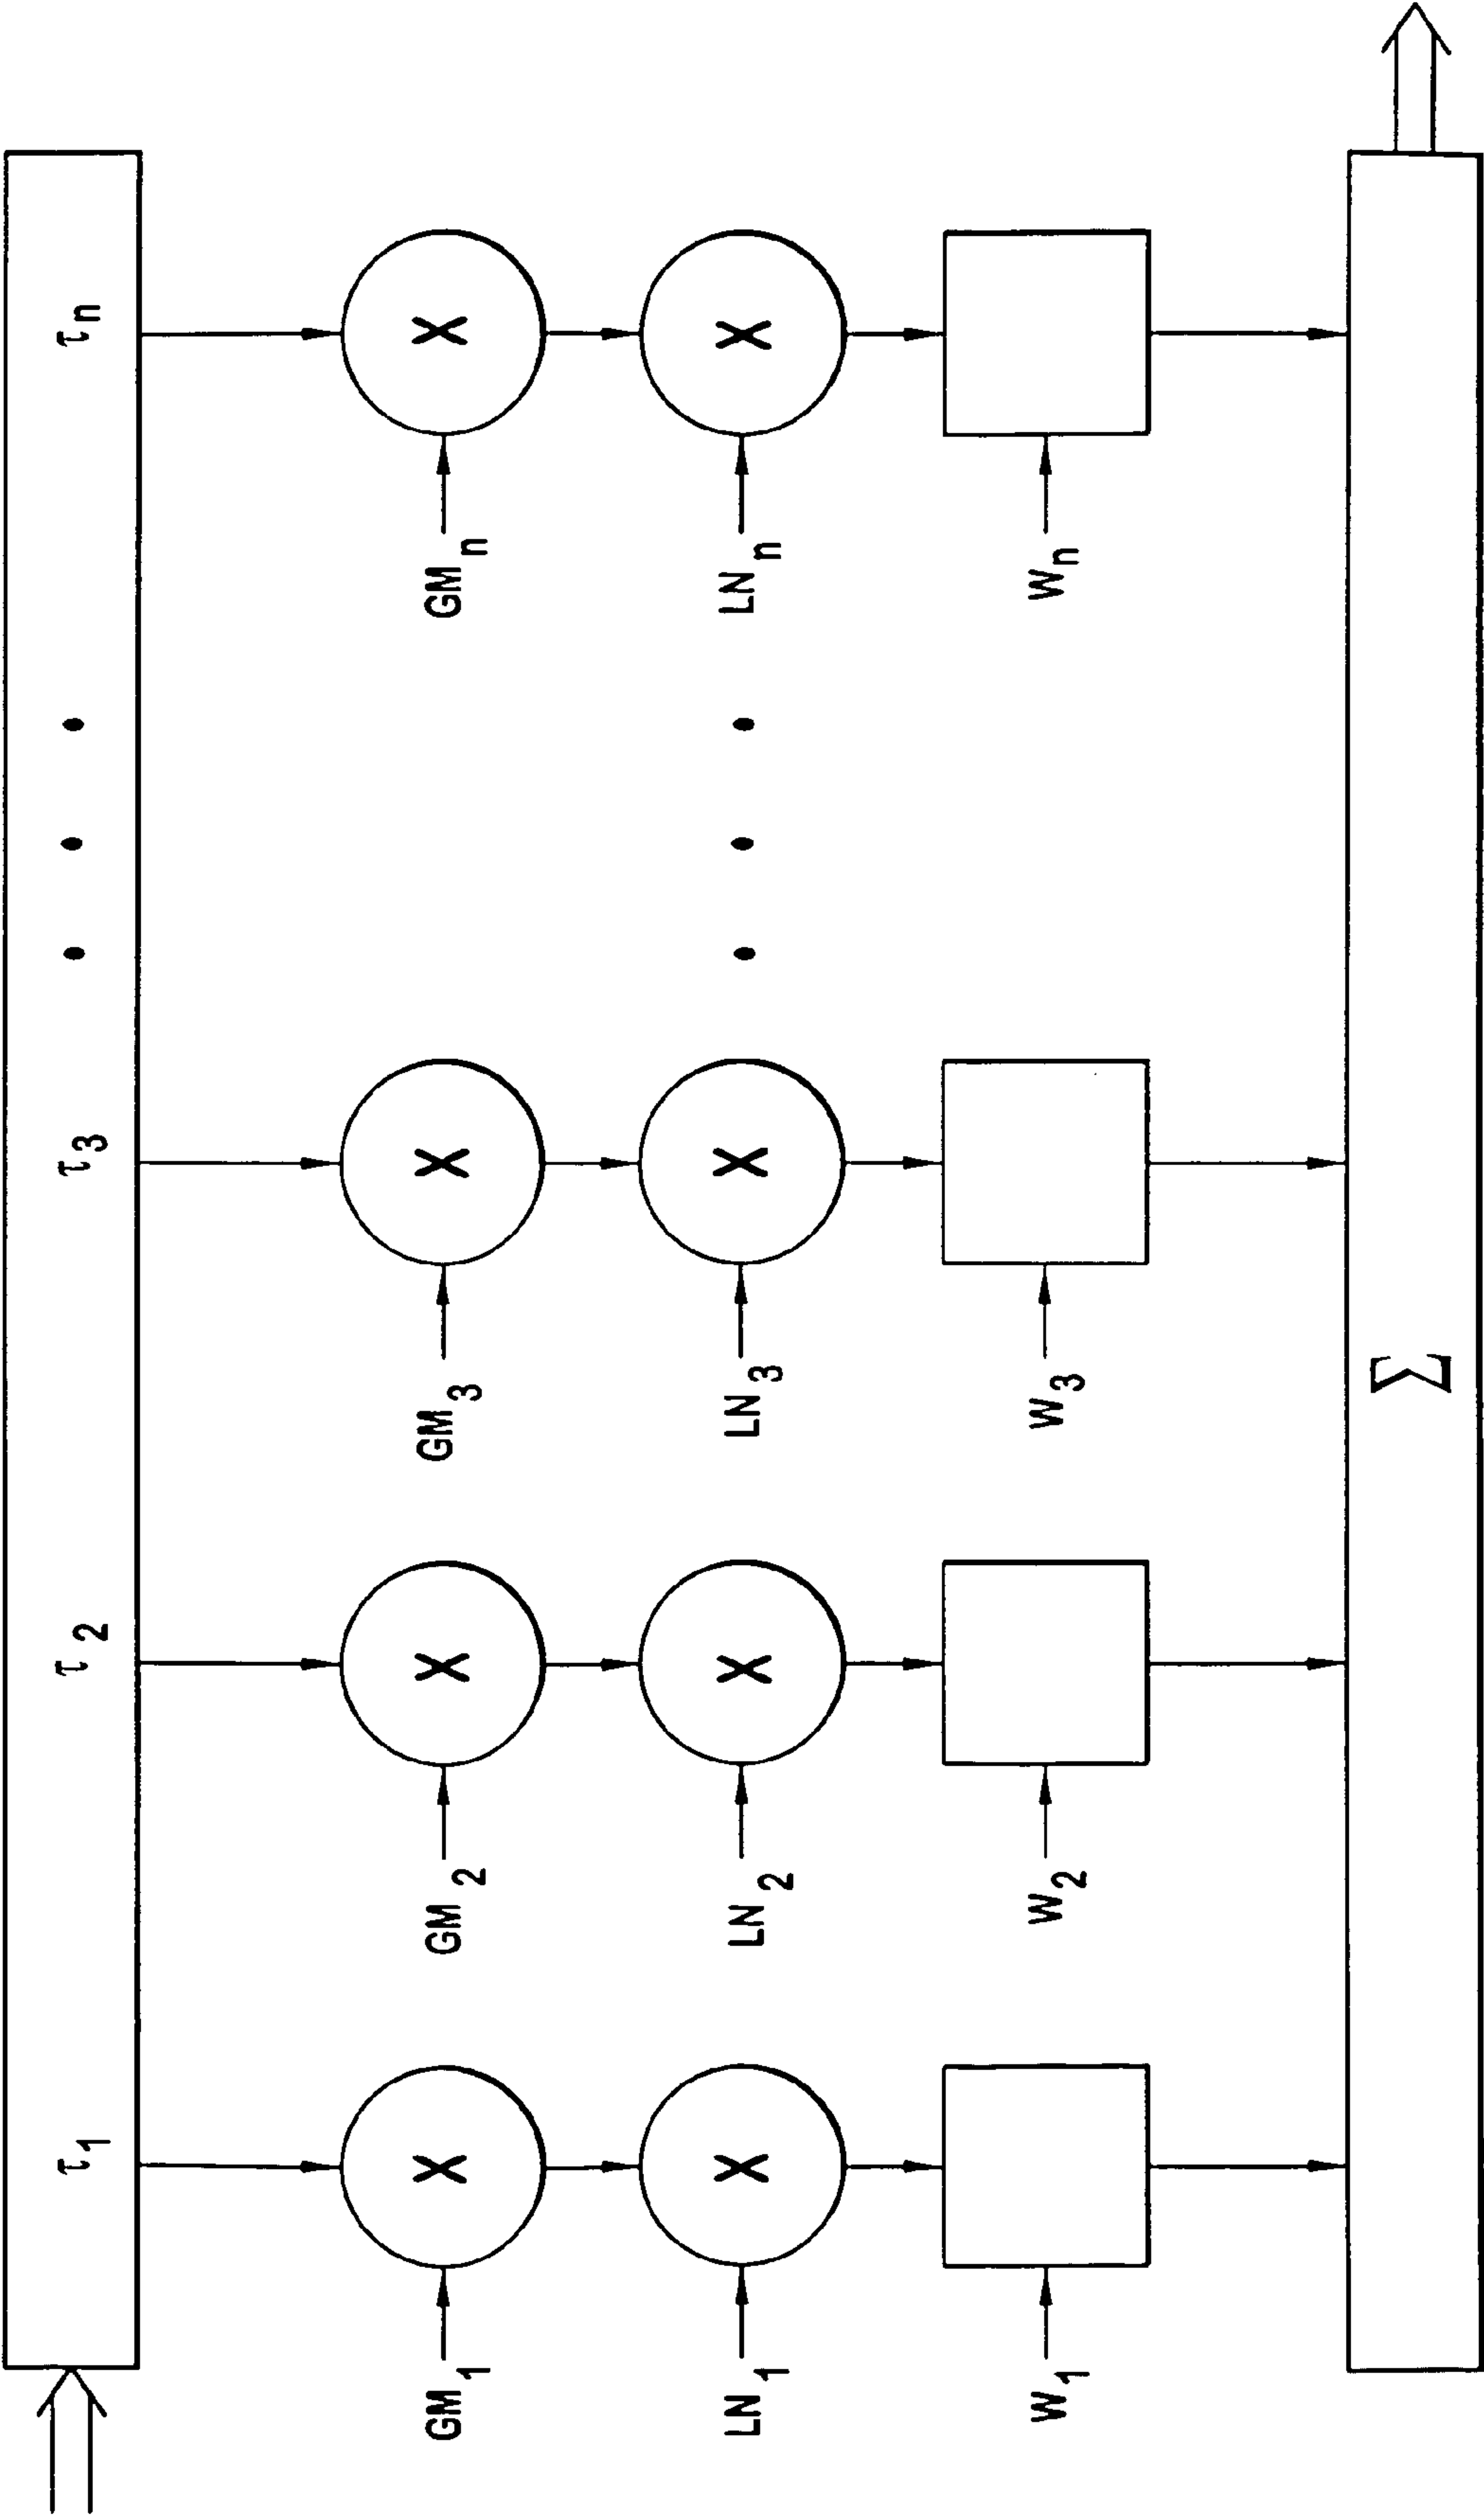 τ1 τ2 τ3 • • • τn
GM1 X GM2 X GM3 X GMn X
LN1 X LN2 X LN3 X • • • LNn X
W1 W2 W3 Wn
Σ